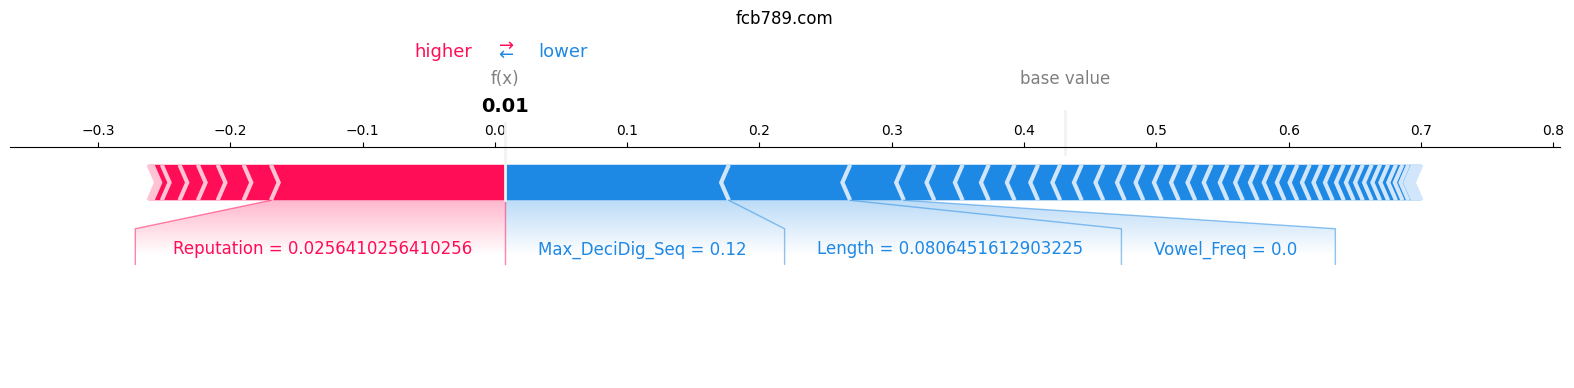 fcb789.com
higher ⇄ lower
f(x) base value
0.01
−0.3 −0.2 −0.1 0.0 0.1 0.2 0.3 0.4 0.5 0.6 0.7 0.8
Reputation = 0.0256410256410256 Max_DeciDig_Seq = 0.12 Length = 0.0806451612903225 Vowel_Freq = 0.0